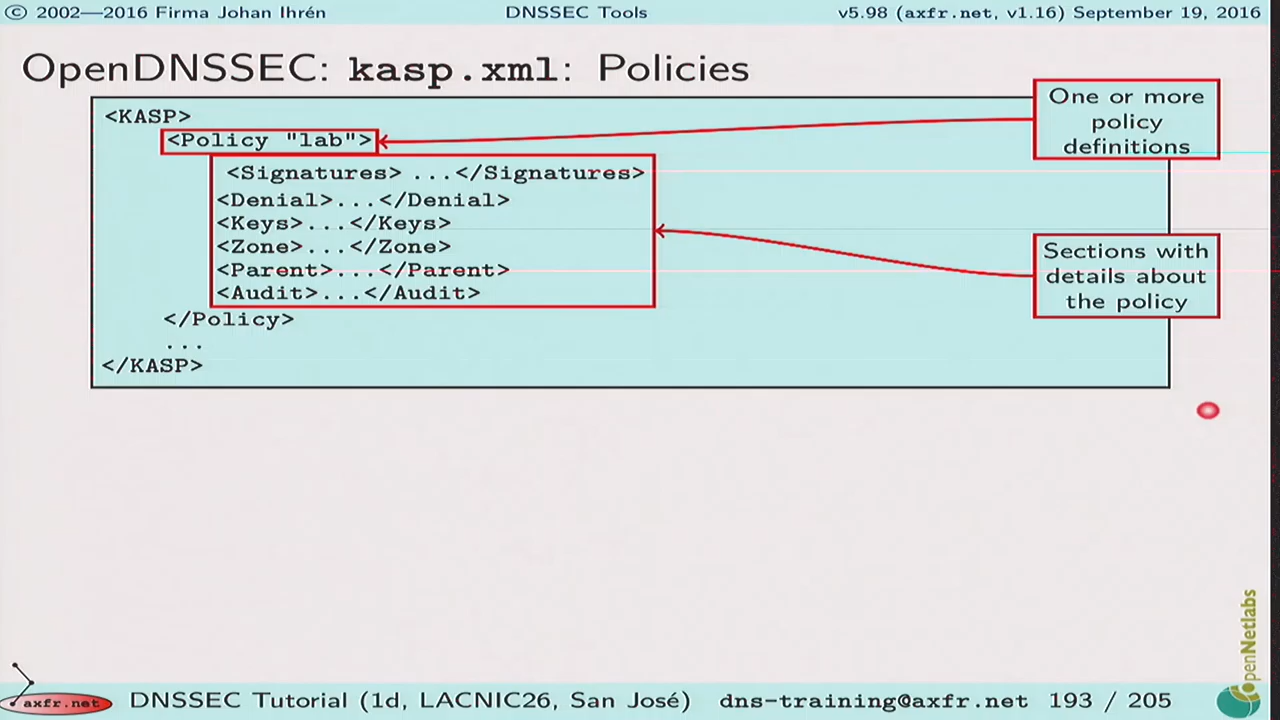 © 2002—2016 Firma Johan Ihrén DNSSEC Tools v5.98 (axfr.net, v1.16) September 19, 2016
OpenDNSSEC: kasp.xml: Policies
<KASP>
<Policy "lab">
<Signatures> ...</Signatures>
<Denial>...</Denial>
<Keys>...</Keys>
<Zone>...</Zone>
<Parent>...</Parent>
<Audit>...</Audit>
</Policy>
...
</KASP>
One or more
policy
definitions
Sections with
details about
the policy
OpenNetlabs
axfr.net DNSSEC Tutorial (1d, LACNIC26, San José) dns-training@axfr.net 193 / 205